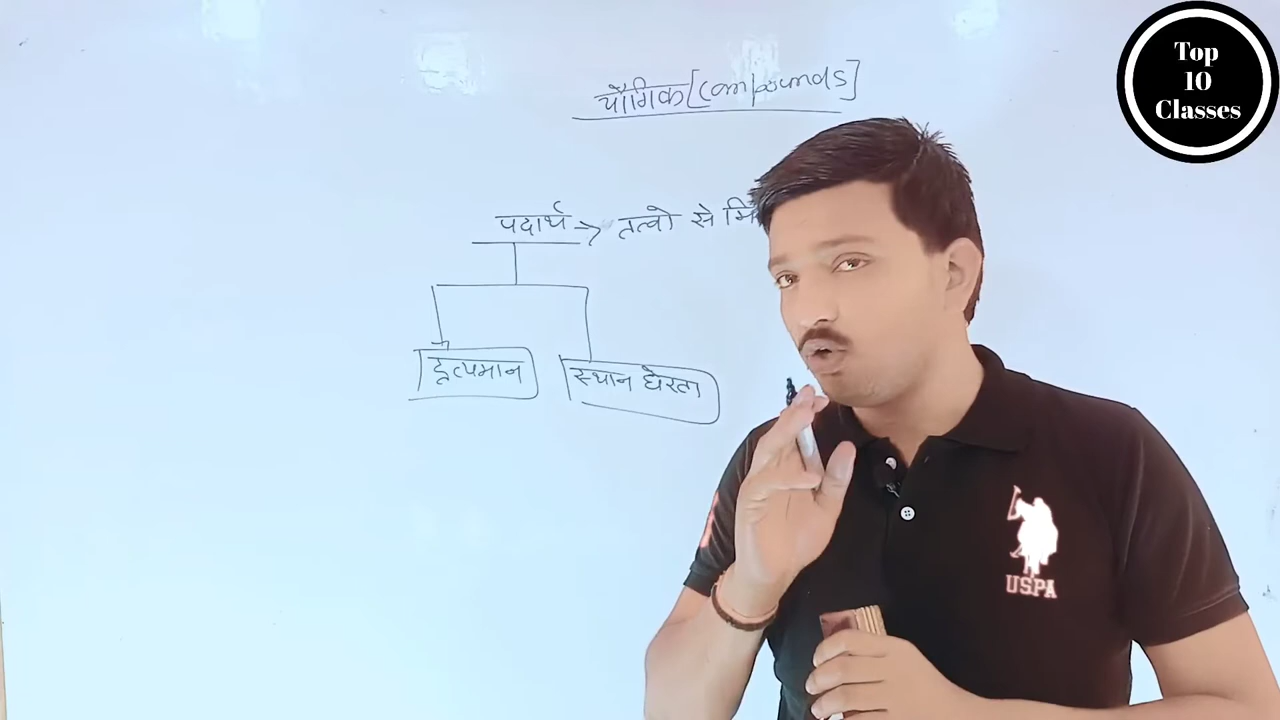 Top
10
Classes
यौगिक [Compounds]
पदार्थ → तत्वो से
द्रव्यमान
स्थान घेरता
USPA